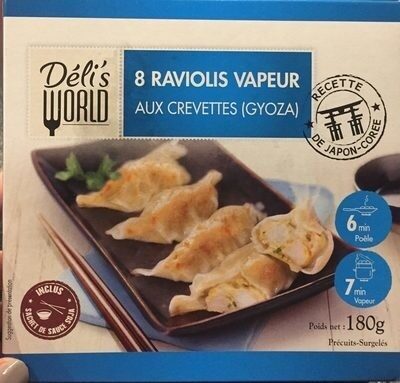 Déli's
WORLD
8 RAVIOLIS VAPEUR
AUX CREVETTES (GYOZA)
RECETTE
DE JAPON-CORÉE
6
min
Poêle
7
min
Vapeur
INCLUS
SACHET DE SAUCE SOJA
Suggestion de présentation
Poids net : 180g
Précuits-Surgelés